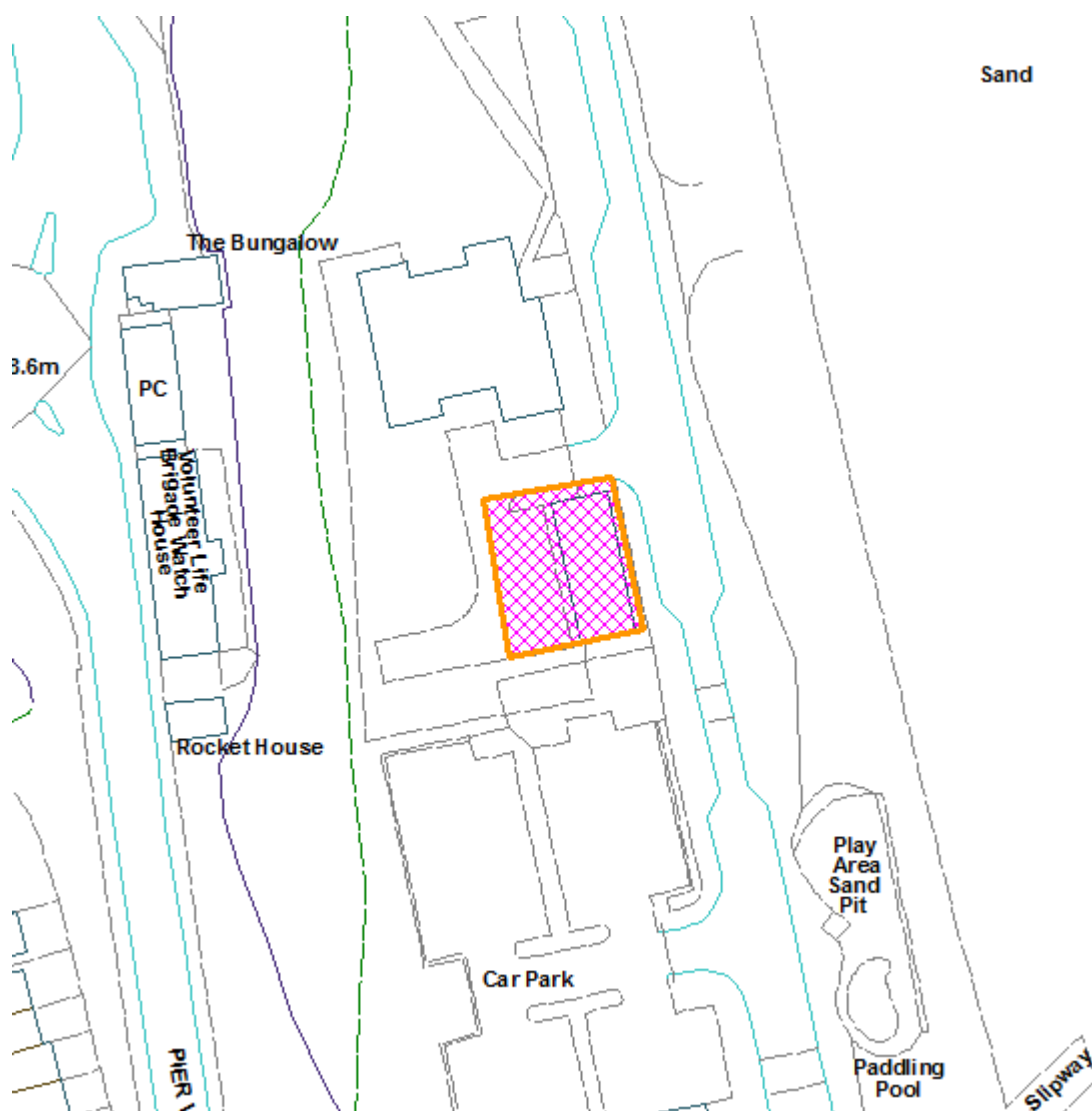 Sand
The Bungalow
3.6m
PC
Volunteer Life
Brigade Watch
House
Rocket House
Play
Area
Sand
Pit
Car Park
PIER
Paddling
Pool
Slipway